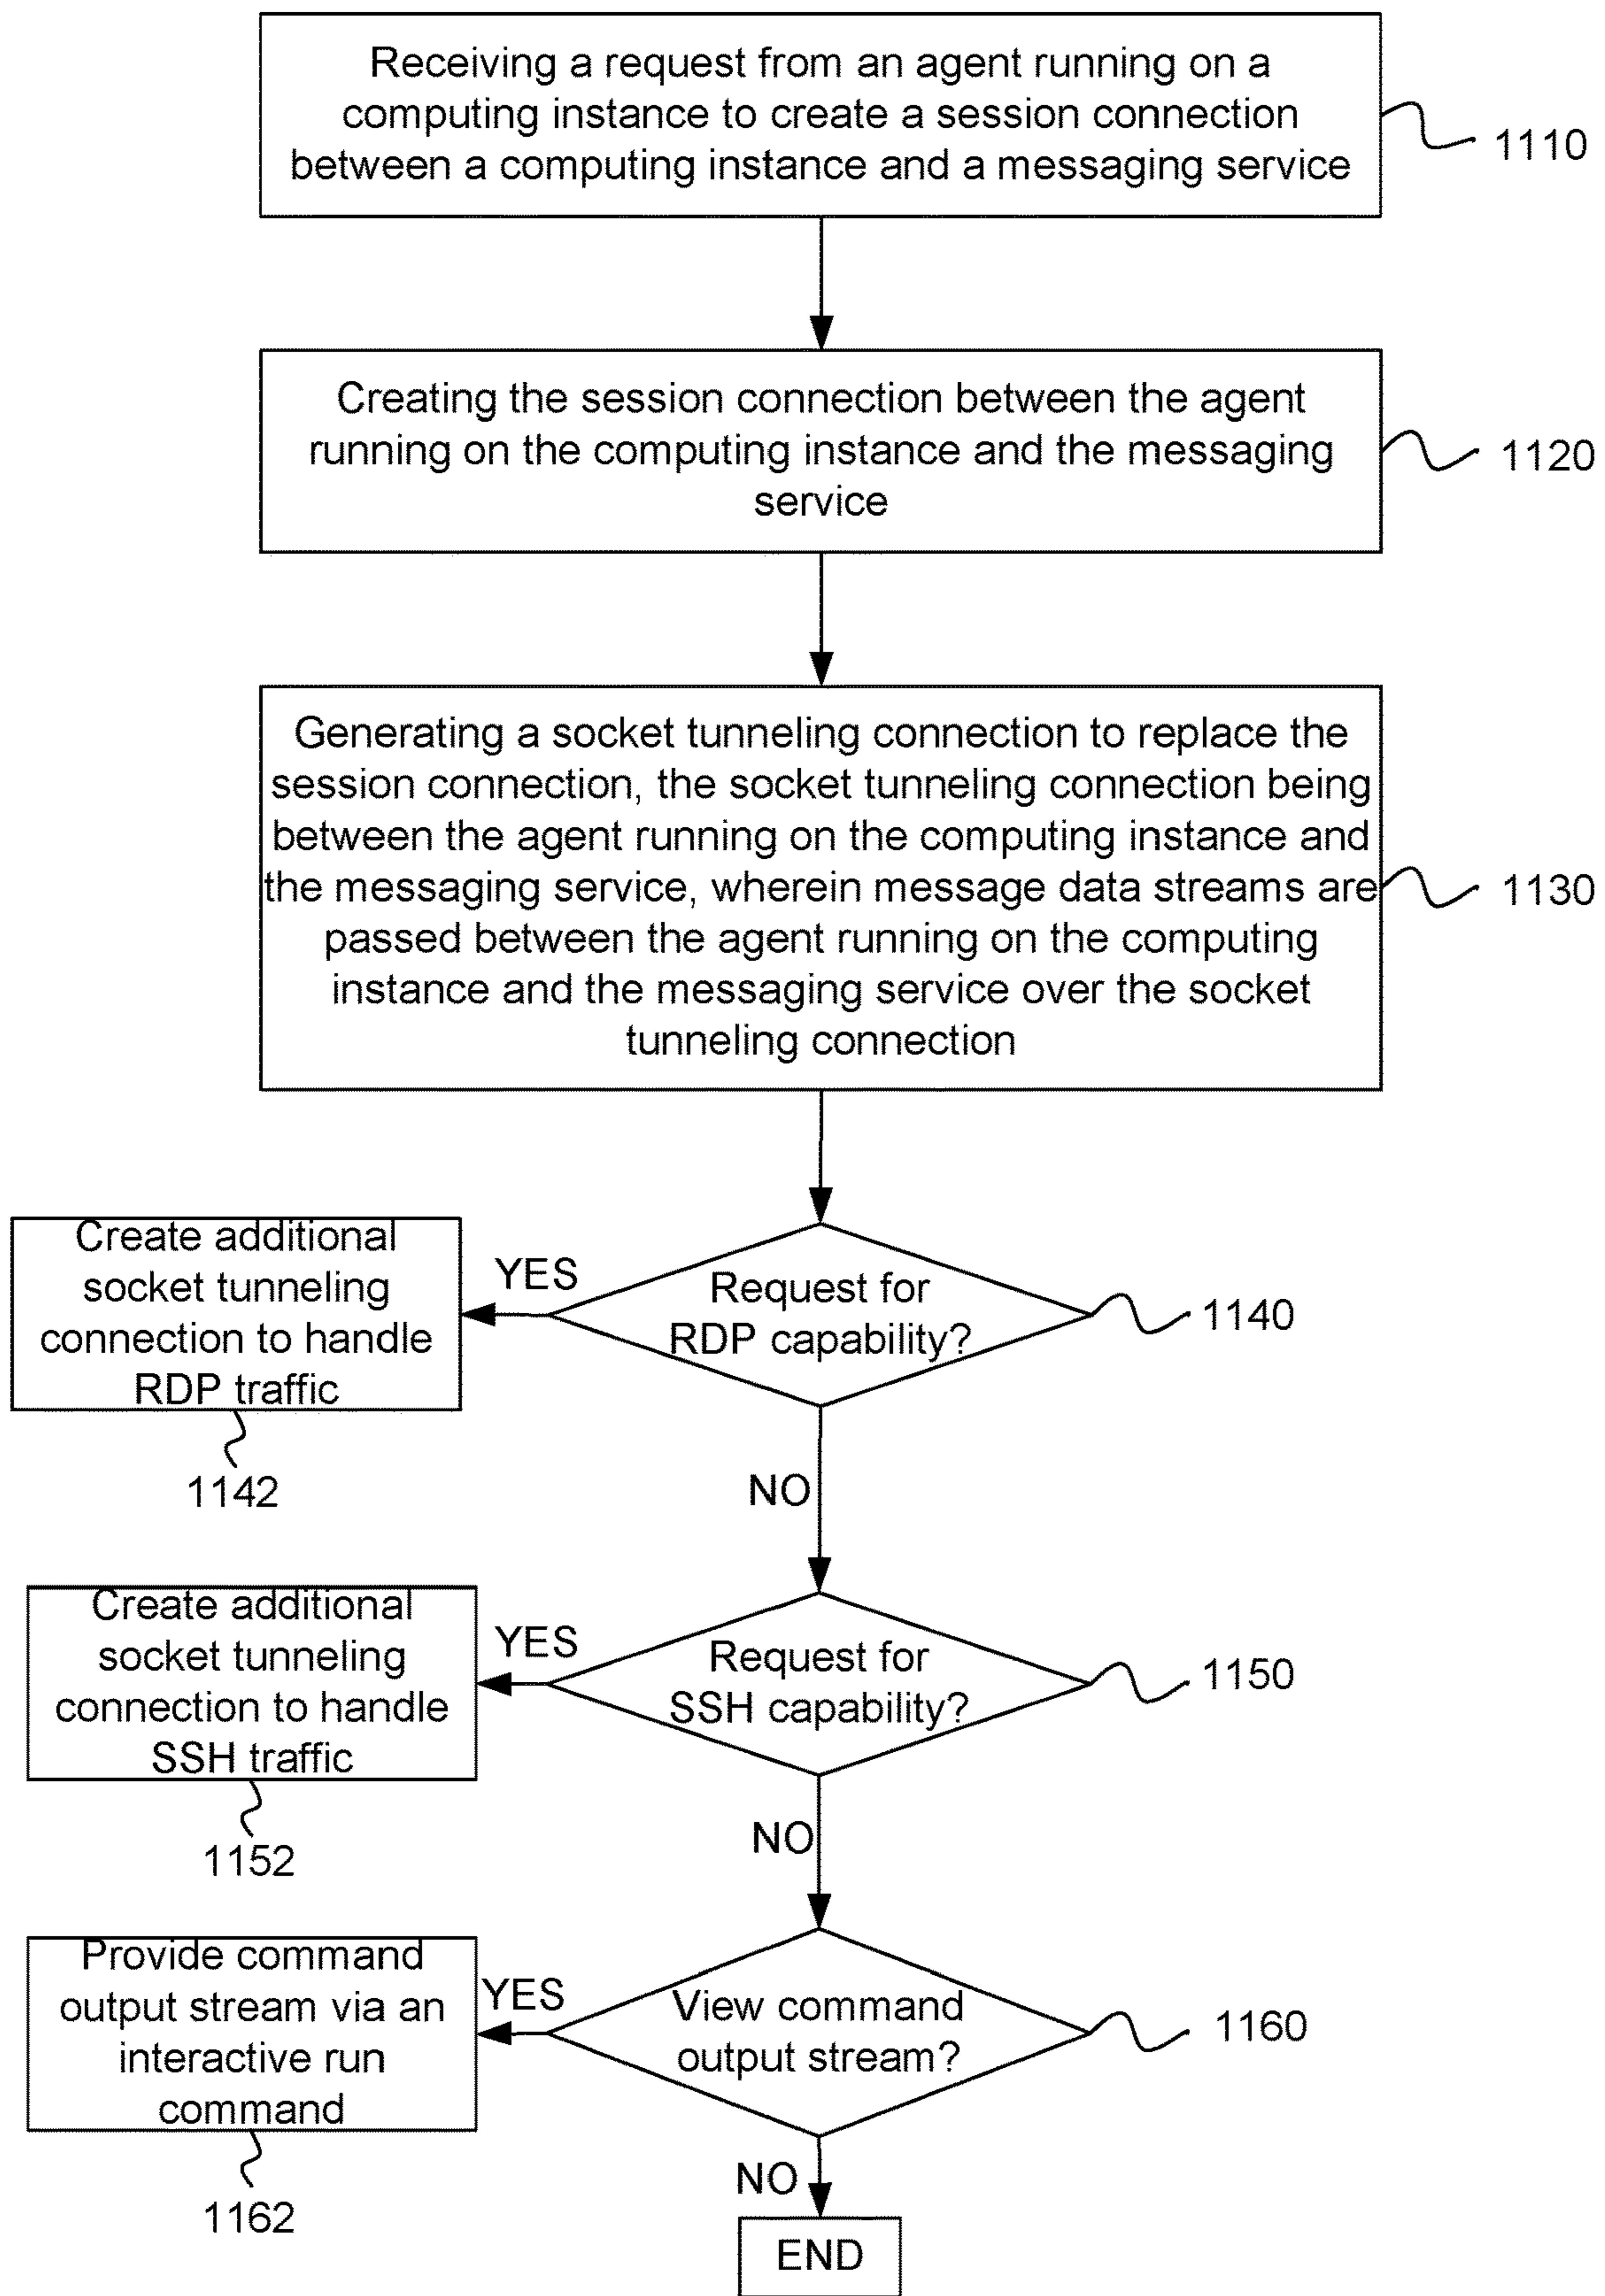 Receiving a request from an agent running on a
computing instance to create a session connection
between a computing instance and a messaging service
1110
Creating the session connection between the agent
running on the computing instance and the messaging
service
1120
Generating a socket tunneling connection to replace the
session connection, the socket tunneling connection being
between the agent running on the computing instance and
the messaging service, wherein message data streams are
passed between the agent running on the computing
instance and the messaging service over the socket
tunneling connection
1130
Request for
RDP capability?
1140
YES
Create additional
socket tunneling
connection to handle
RDP traffic
1142
NO
Request for
SSH capability?
1150
YES
Create additional
socket tunneling
connection to handle
SSH traffic
1152
NO
View command
output stream?
1160
YES
Provide command
output stream via an
interactive run
command
1162
NO
END